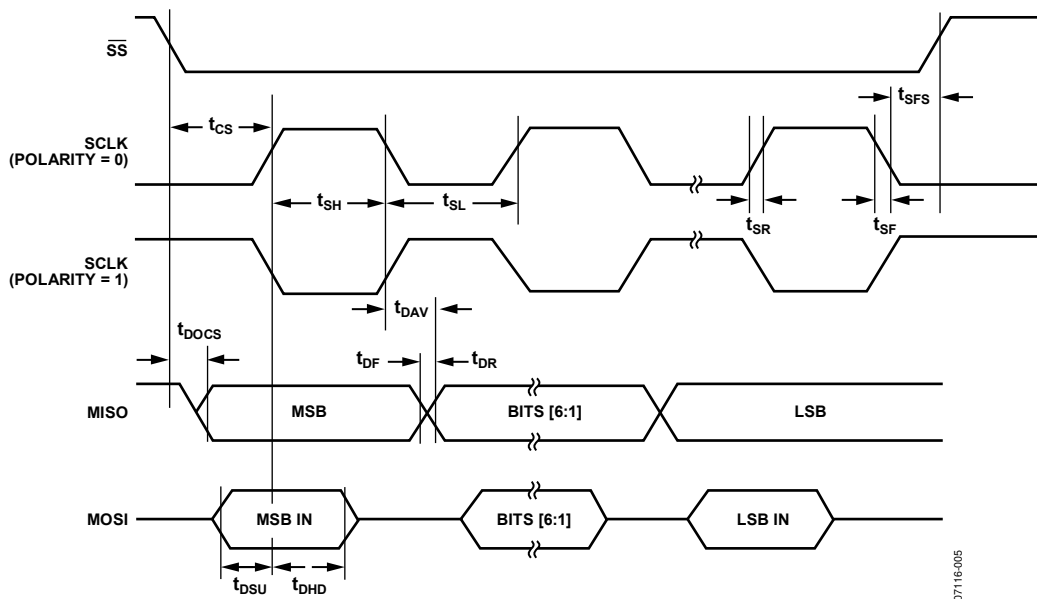 SS
tSFS
tCS
SCLK
(POLARITY = 0)
tSH
tSL
tSR
tSF
SCLK
(POLARITY = 1)
tDAV
tDOCS
tDF
tDR
MISO
MSB
BITS [6:1]
LSB
MOSI
MSB IN
BITS [6:1]
LSB IN
tDSU
tDHD
07116-005